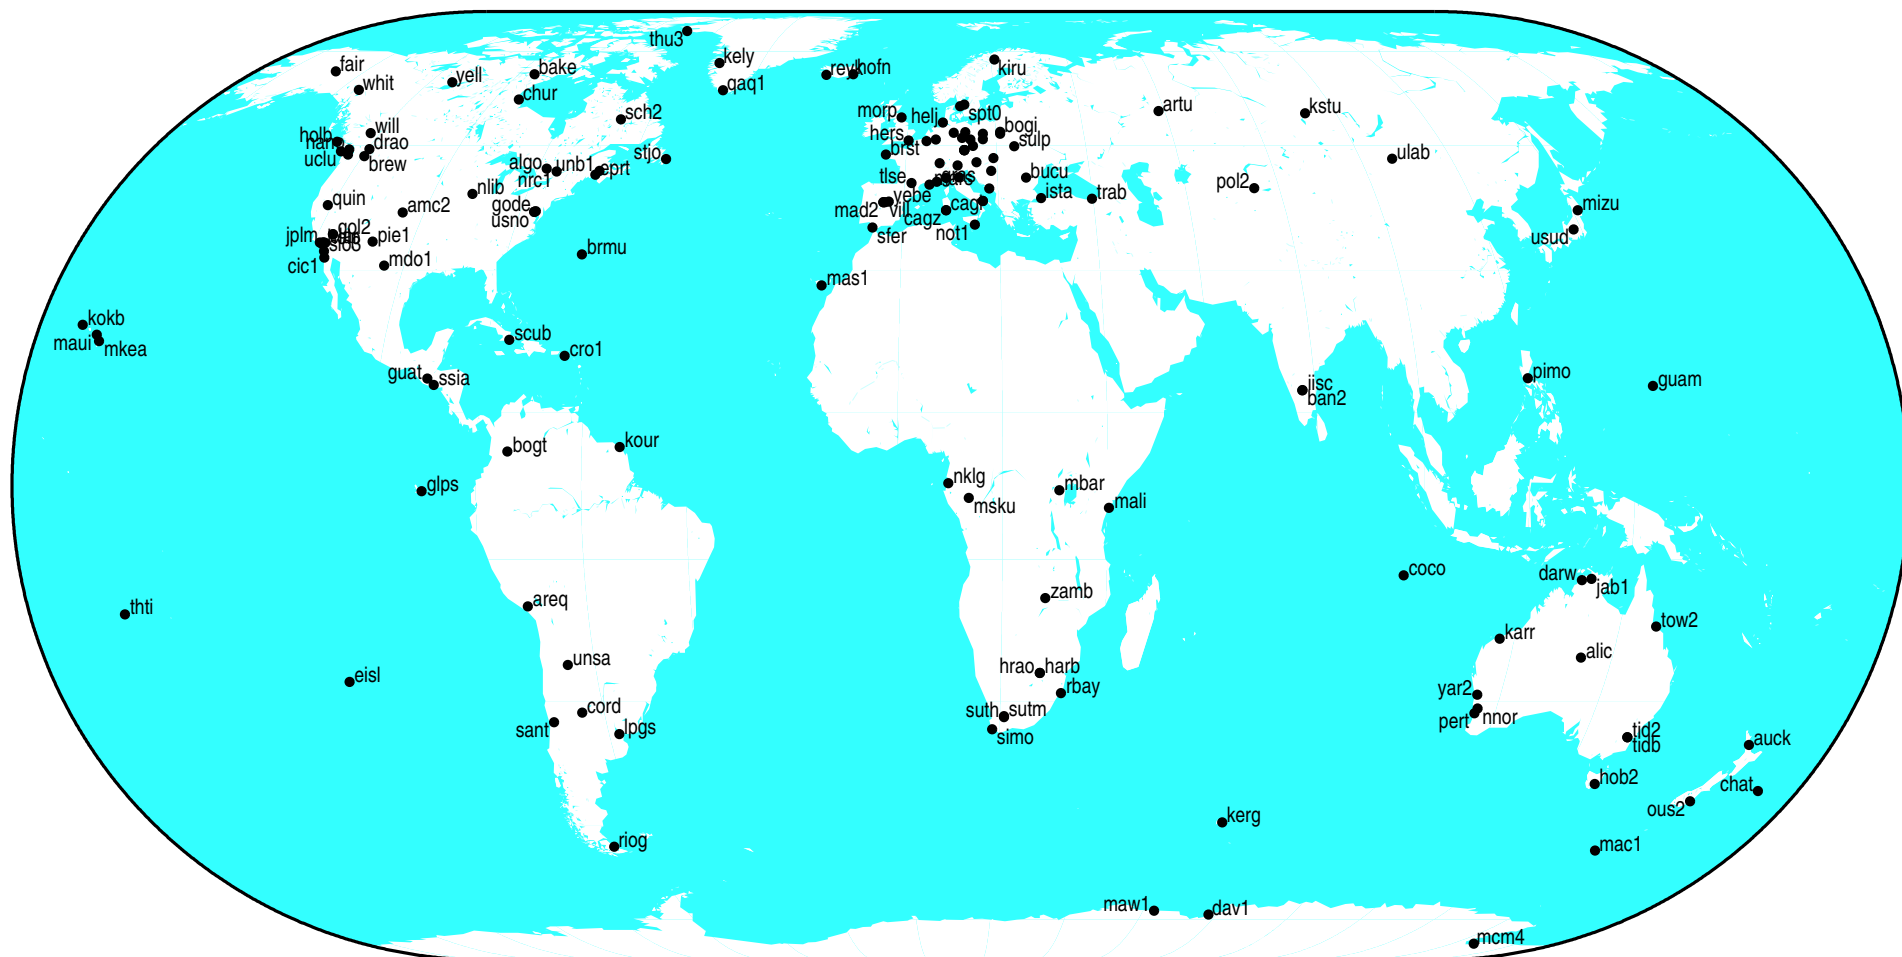 thu3
kely
fair
bake
reyk
hofn
kiru
yell
whit
qaq1
chur
sch2
morp
helj
spt0
artu
kstu
will
holb
drao
hers
bogi
sulp
uclu
brew
brst
stjo
ulab
algo
unb1
eprt
nrc1
tlse
bucu
pol2
nlib
quin
amc2
gode
usno
yebe
mad2
vill
cagl
cagz
ista
trab
mizu
gol2
jplm
pie1
sfer
not1
usud
sio3
cic1
mdo1
brmu
mas1
kokb
maui
mkea
scub
cro1
guat
ssia
jisc
ban2
pimo
guam
bogt
kour
glps
nklg
msku
mbar
mali
coco
darw
jab1
areq
zamb
thti
tow2
karr
alic
unsa
eisl
hrao
harb
rbay
yar2
cord
suth
sutm
pert
nnor
sant
lpgs
simo
tid2
tidb
auck
hob2
chat
ous2
kerg
riog
mac1
maw1
dav1
mcm4